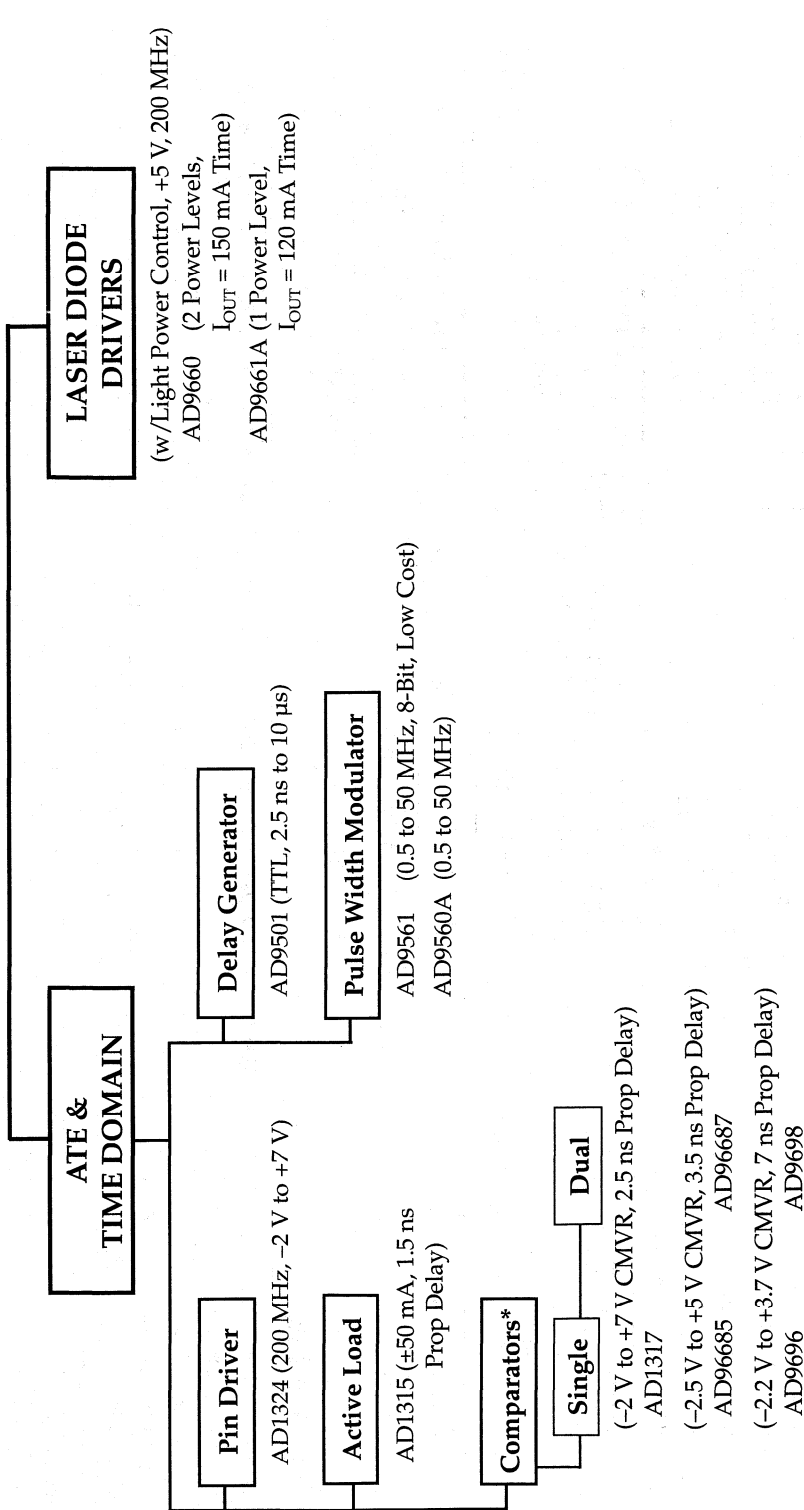 ATE &
TIME DOMAIN
LASER DIODE
DRIVERS
(w/Light Power Control, +5 V, 200 MHz)
AD9660 (2 Power Levels,
I_OUT = 150 mA Time)
AD9661A (1 Power Level,
I_OUT = 120 mA Time)
Pin Driver
AD1324 (200 MHz, –2 V to +7 V)
Active Load
AD1315 (±50 mA, 1.5 ns
Prop Delay)
Comparators*
Single
Dual
(–2 V to +7 V CMVR, 2.5 ns Prop Delay)
AD1317
(–2.5 V to +5 V CMVR, 3.5 ns Prop Delay)
AD96685 AD96687
(–2.2 V to +3.7 V CMVR, 7 ns Prop Delay)
AD9696 AD9698
Delay Generator
AD9501 (TTL, 2.5 ns to 10 µs)
Pulse Width Modulator
AD9561 (0.5 to 50 MHz, 8-Bit, Low Cost)
AD9560A (0.5 to 50 MHz)